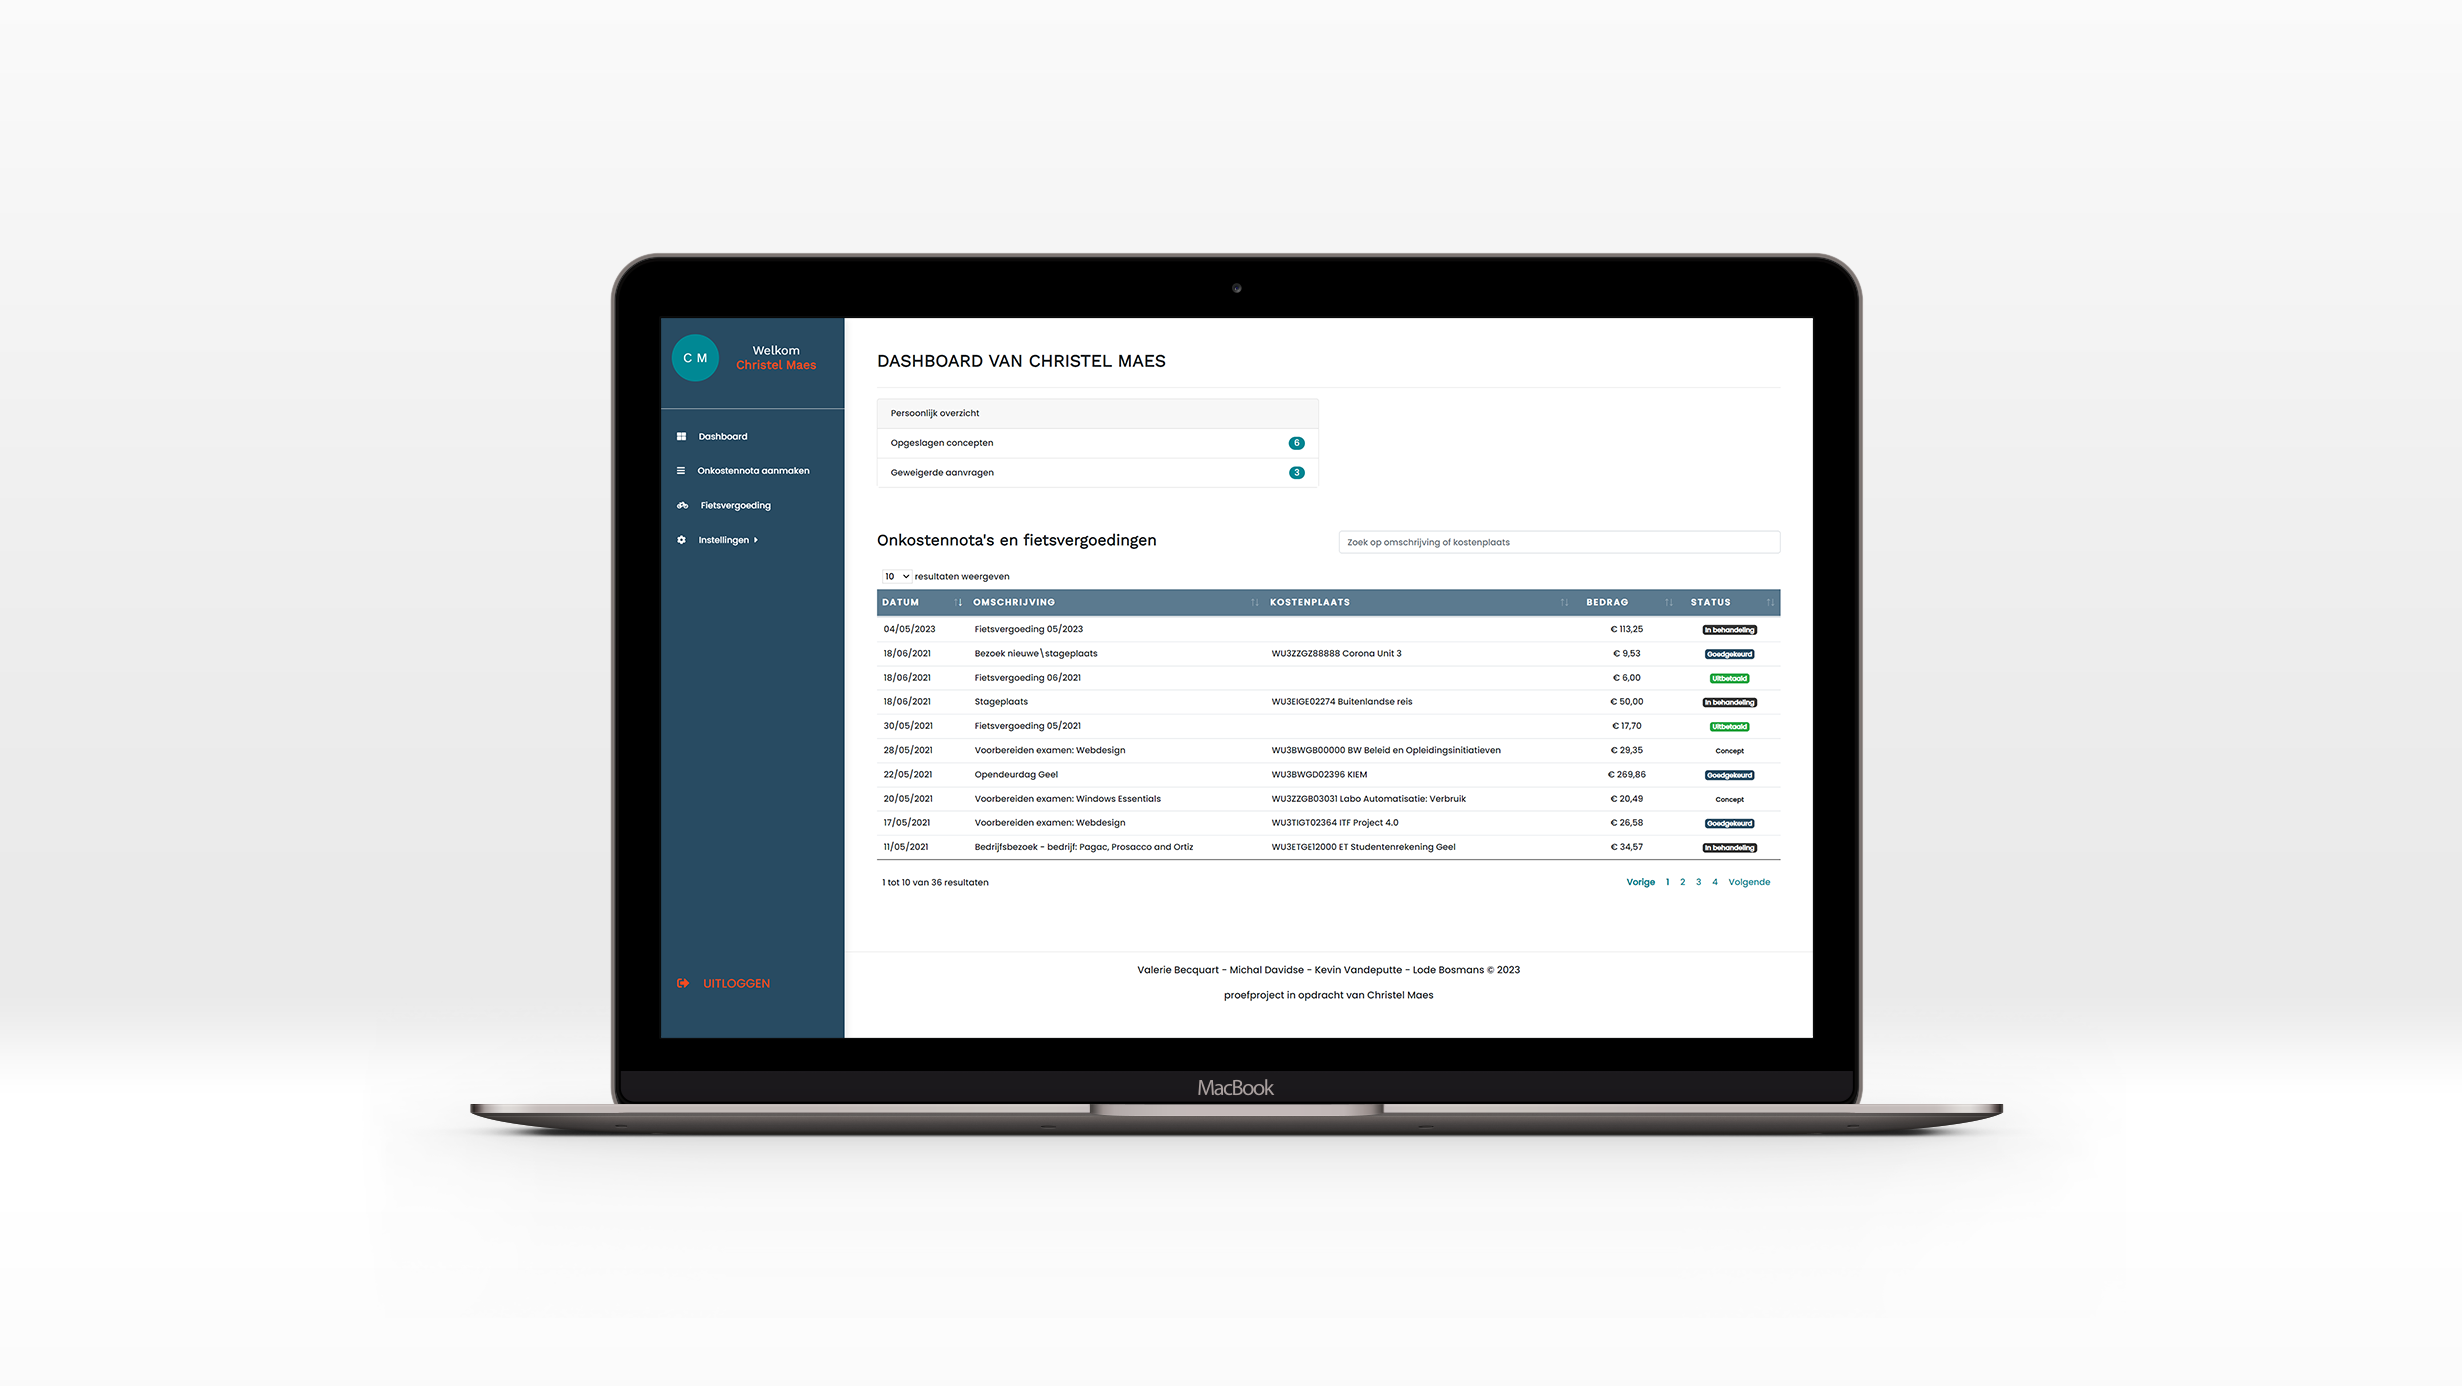 C M
Welkom
Christel Maes
Dashboard
Onkostennota aanmaken
Fietsvergoeding
Instellingen
UITLOGGEN
DASHBOARD VAN CHRISTEL MAES
Persoonlijk overzicht
Opgeslagen concepten 6
Geweigerde aanvragen 3
Onkostennota's en fietsvergoedingen
Zoek op omschrijving of kostenplaats
10 resultaten weergeven
DATUM OMSCHRIJVING KOSTENPLAATS BEDRAG STATUS
04/05/2023 Fietsvergoeding 05/2023 € 113,25 In behandeling
18/06/2021 Bezoek nieuwe\stageplaats WU3ZZGZ88888 Corona Unit 3 € 9,53 Goedgekeurd
18/06/2021 Fietsvergoeding 06/2021 € 6,00 Uitbetaald
18/06/2021 Stageplaats WU3EIGE02274 Buitenlandse reis € 50,00 In behandeling
30/05/2021 Fietsvergoeding 05/2021 € 17,70 Uitbetaald
28/05/2021 Voorbereiden examen: Webdesign WU3BWGB00000 BW Beleid en Opleidingsinitiatieven € 29,35 Concept
22/05/2021 Opendeurdag Geel WU3BWGD02396 KIEM € 269,86 Goedgekeurd
20/05/2021 Voorbereiden examen: Windows Essentials WU3ZZGB03031 Labo Automatisatie: Verbruik € 20,49 Concept
17/05/2021 Voorbereiden examen: Webdesign WU3TIGT02364 ITF Project 4.0 € 26,58 Goedgekeurd
11/05/2021 Bedrijfsbezoek - bedrijf: Pagac, Prosacco and Ortiz WU3ETGE12000 ET Studentenrekening Geel € 34,57 In behandeling
1 tot 10 van 36 resultaten
Vorige 1 2 3 4 Volgende
Valerie Becquart - Michal Davidse - Kevin Vandeputte - Lode Bosmans © 2023
proefproject in opdracht van Christel Maes
MacBook